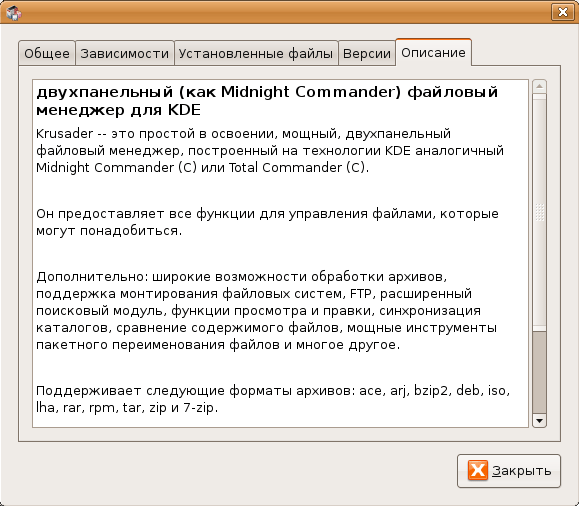 Общее Зависимости Установленные файлы Версии Описание
двухпанельный (как Midnight Commander) файловый
менеджер для KDE
Krusader -- это простой в освоении, мощный, двухпанельный
файловый менеджер, построенный на технологии KDE аналогичный
Midnight Commander (C) или Total Commander (C).
Он предоставляет все функции для управления файлами, которые
могут понадобиться.
Дополнительно: широкие возможности обработки архивов,
поддержка монтирования файловых систем, FTP, расширенный
поисковый модуль, функции просмотра и правки, синхронизация
каталогов, сравнение содержимого файлов, мощные инструменты
пакетного переименования файлов и многое другое.
Поддерживает следующие форматы архивов: ace, arj, bzip2, deb, iso,
lha, rar, rpm, tar, zip и 7-zip.
Закрыть